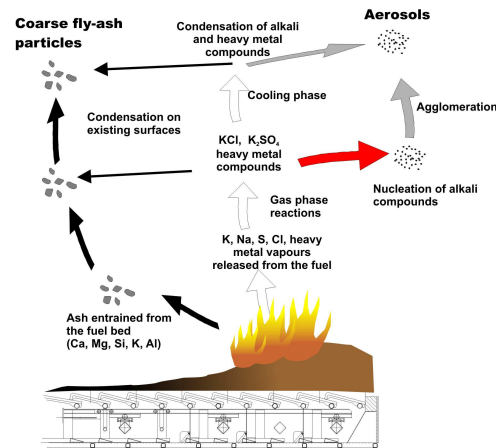 Coarse fly-ash
particles
Condensation of alkali
and heavy metal
compounds
Aerosols
Cooling phase
Agglomeration
Condensation on
existing surfaces
KCl, K₂SO₄
heavy metal
compounds
Nucleation of alkali
compounds
Gas phase
reactions
K, Na, S, Cl, heavy
metal vapours
released from the fuel
Ash entrained from
the fuel bed
(Ca, Mg, Si, K, Al)